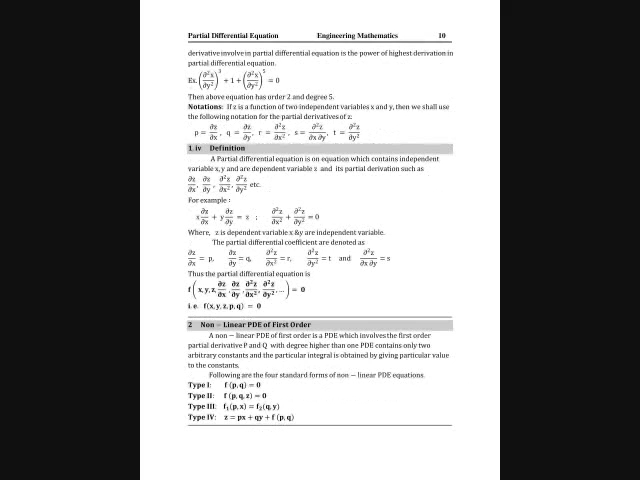 Partial Differential Equation Engineering Mathematics 10
derivative involve in partial differential equation is the power of highest derivation in
partial differential equation.
Ex. (∂²x/∂y²)³ + 1 + (∂²x/∂y²)⁵ = 0
Then above equation has order 2 and degree 5.
Notations: If z is a function of two independent variables x and y, then we shall use
the following notation for the partial derivatives of z:
p = ∂z/∂x , q = ∂z/∂y , r = ∂²z/∂x² , s = ∂²z/∂x ∂y , t = ∂²z/∂y²
1. iv Definition
A Partial differential equation is on equation which contains independent
variable x, y and are dependent variable z and its partial derivation such as
∂z/∂x , ∂z/∂y , ∂²z/∂x² , ∂²z/∂y² etc.
For example :
x ∂z/∂x + y ∂z/∂y = z ; ∂²z/∂x² + ∂²z/∂y² = 0
Where, z is dependent variable x &y are independent variable.
The partial differential coefficient are denoted as
∂z/∂x = p, ∂z/∂y = q, ∂²z/∂x² = r, ∂²z/∂y² = t and ∂²z/∂x ∂y = s
Thus the partial differential equation is
f (x, y, z, ∂z/∂x , ∂z/∂y , ∂²z/∂x² , ∂²z/∂y² , ... ) = 0
i. e. f(x, y, z, p, q) = 0
2 Non − Linear PDE of First Order
A non − linear PDE of first order is a PDE which involves the first order
partial derivative P and Q with degree higher than one PDE contains only two
arbitrary constants and the particular integral is obtained by giving particular value
to the constants.
Following are the four standard forms of non − linear PDE equations.
Type I: f (p, q) = 0
Type II: f (p, q, z) = 0
Type III: f₁(p, x) = f₂(q, y)
Type IV: z = px + qy + f (p, q)